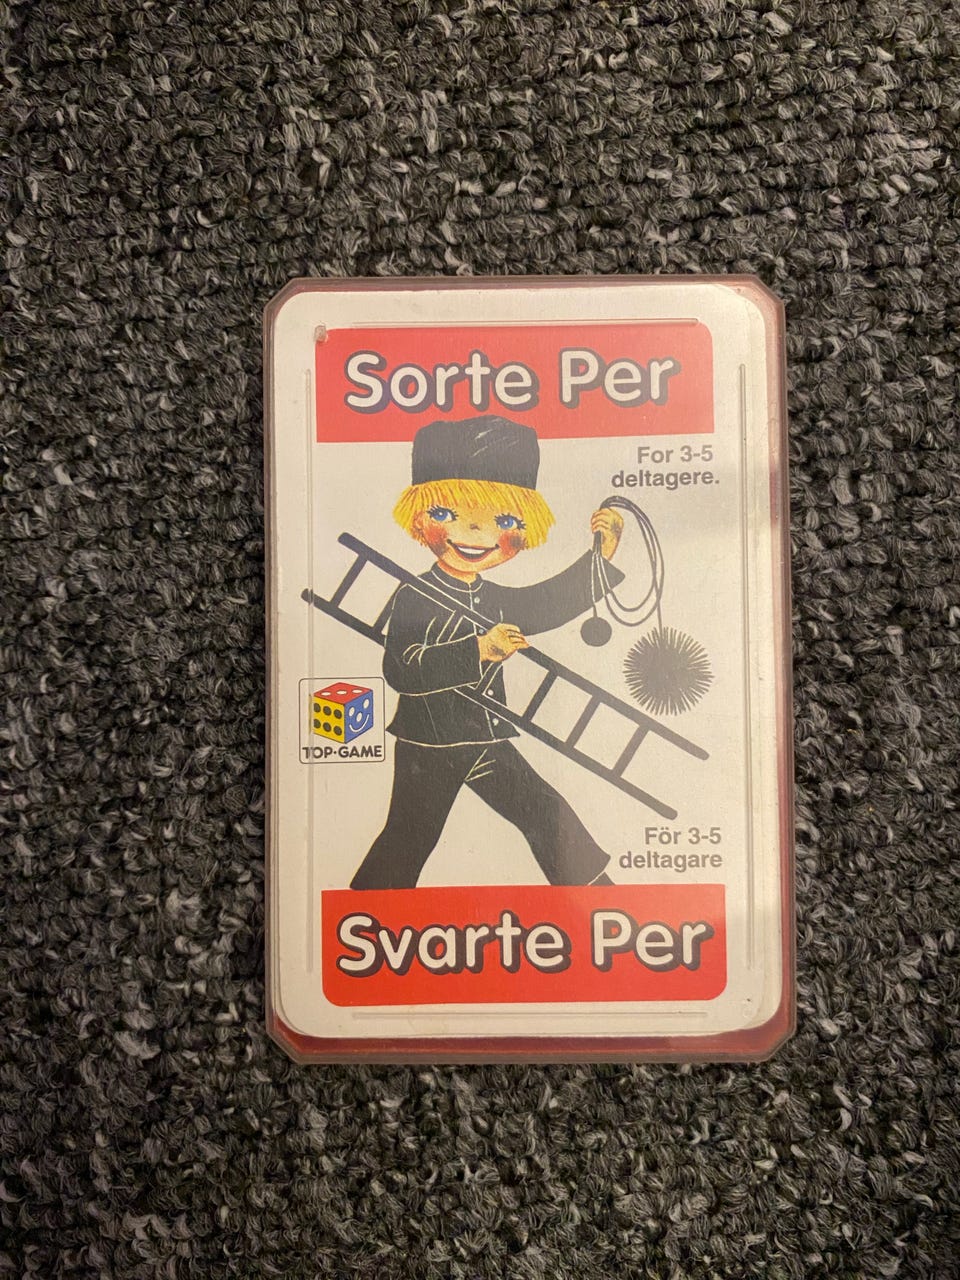 Sorte Per
For 3-5
deltagere.
TOP-GAME
För 3-5
deltagare
Svarte Per